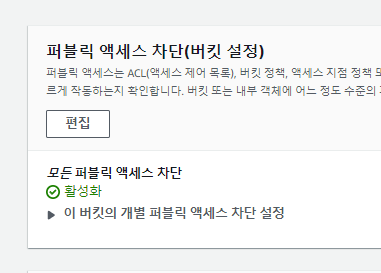 퍼블릭 액세스 차단(버킷 설정)
퍼블릭 액세스는 ACL(액세스 제어 목록), 버킷 정책, 액세스 지점 정책 또
르게 작동하는지 확인합니다. 버킷 또는 내부 객체에 어느 정도 수준의
편집
모든 퍼블릭 액세스 차단
활성화
이 버킷의 개별 퍼블릭 액세스 차단 설정